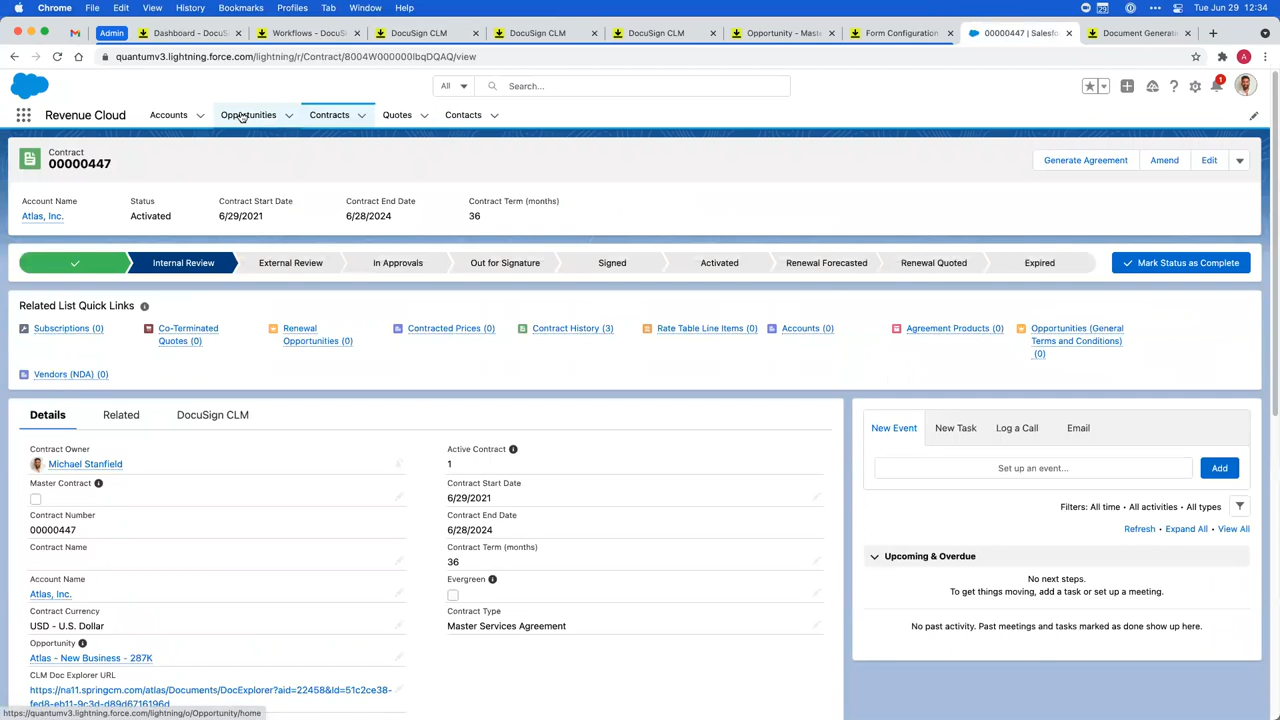 Chrome File Edit View History Bookmarks Profiles Tab Window Help
Tue Jun 29 12:34
Admin
Dashboard - DocuS
Workflows - DocuS
DocuSign CLM
DocuSign CLM
DocuSign CLM
Opportunity - Mast
Form Configuration
00000447 | Salesfo
Document Generat
quantumv3.lightning.force.com/lightning/r/Contract/8004W000000IbqDQAQ/view
A
All
Search...
1
Revenue Cloud
Accounts
Opportunities
Contracts
Quotes
Contacts
Contract
00000447
Generate Agreement
Amend
Edit
Account Name
Status
Contract Start Date
Contract End Date
Contract Term (months)
Atlas, Inc.
Activated
6/29/2021
6/28/2024
36
Internal Review
External Review
In Approvals
Out for Signature
Signed
Activated
Renewal Forecasted
Renewal Quoted
Expired
Mark Status as Complete
Related List Quick Links
Subscriptions (0)
Co-Terminated
Quotes (0)
Renewal
Opportunities (0)
Contracted Prices (0)
Contract History (3)
Rate Table Line Items (0)
Accounts (0)
Agreement Products (0)
Opportunities (General
Terms and Conditions)
(0)
Vendors (NDA) (0)
Details
Related
DocuSign CLM
Contract Owner
Michael Stanfield
Master Contract
Contract Number
00000447
Contract Name
Account Name
Atlas, Inc.
Contract Currency
USD - U.S. Dollar
Opportunity
Atlas - New Business - 287K
CLM Doc Explorer URL
https://na11.springcm.com/atlas/Documents/DocExplorer?aid=22458&Id=51c2ce38-
fed8-eb11-9c3d-d89d6716196d
Active Contract
1
Contract Start Date
6/29/2021
Contract End Date
6/28/2024
Contract Term (months)
36
Evergreen
Contract Type
Master Services Agreement
New Event
New Task
Log a Call
Email
Set up an event...
Add
Filters: All time • All activities • All types
Refresh • Expand All • View All
Upcoming & Overdue
No next steps.
To get things moving, add a task or set up a meeting.
No past activity. Past meetings and tasks marked as done show up here.
https://quantumv3.lightning.force.com/lightning/o/Opportunity/home